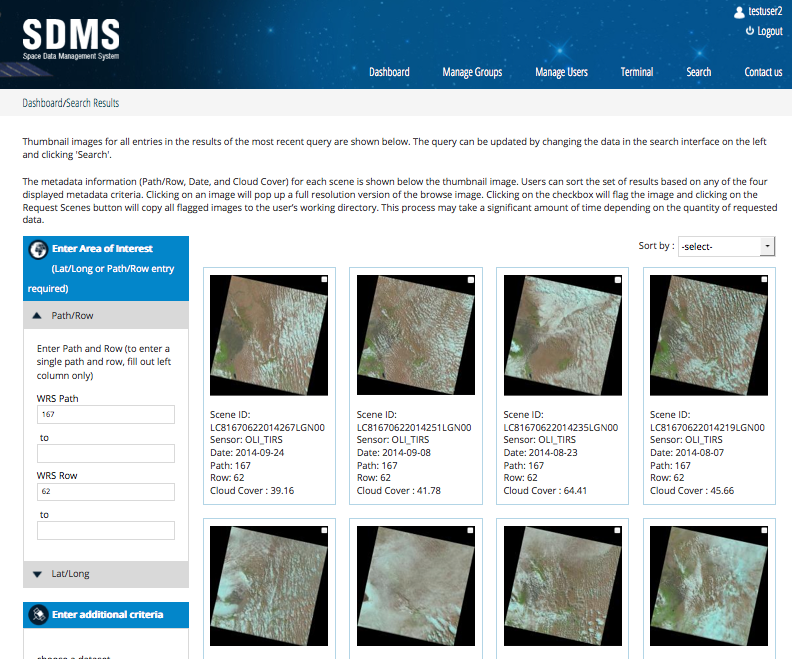 testuser2
Logout
SDMS
Space Data Management System
Dashboard Manage Groups Manage Users Terminal Search Contact us
Dashboard/Search Results
Thumbnail images for all entries in the results of the most recent query are shown below. The query can be updated by changing the data in the search interface on the left
and clicking 'Search'.
The metadata information (Path/Row, Date, and Cloud Cover) for each scene is shown below the thumbnail image. Users can sort the set of results based on any of the four
displayed metadata criteria. Clicking on an image will pop up a full resolution version of the browse image. Clicking on the checkbox will flag the image and clicking on the
Request Scenes button will copy all flagged images to the user's working directory. This process may take a significant amount of time depending on the quantity of requested
data.
Enter Area of Interest
(Lat/Long or Path/Row entry
required)
Path/Row
Enter Path and Row (to enter a
single path and row, fill out left
column only)
WRS Path
167
to
WRS Row
62
to
Lat/Long
Enter additional criteria
choose a dataset
Sort by : -select-
Scene ID:
LC81670622014267LGN00
Sensor: OLI_TIRS
Date: 2014-09-24
Path: 167
Row: 62
Cloud Cover : 39.16
Scene ID:
LC81670622014251LGN00
Sensor: OLI_TIRS
Date: 2014-09-08
Path: 167
Row: 62
Cloud Cover : 41.78
Scene ID:
LC81670622014235LGN00
Sensor: OLI_TIRS
Date: 2014-08-23
Path: 167
Row: 62
Cloud Cover : 64.41
Scene ID:
LC81670622014219LGN00
Sensor: OLI_TIRS
Date: 2014-08-07
Path: 167
Row: 62
Cloud Cover : 45.66